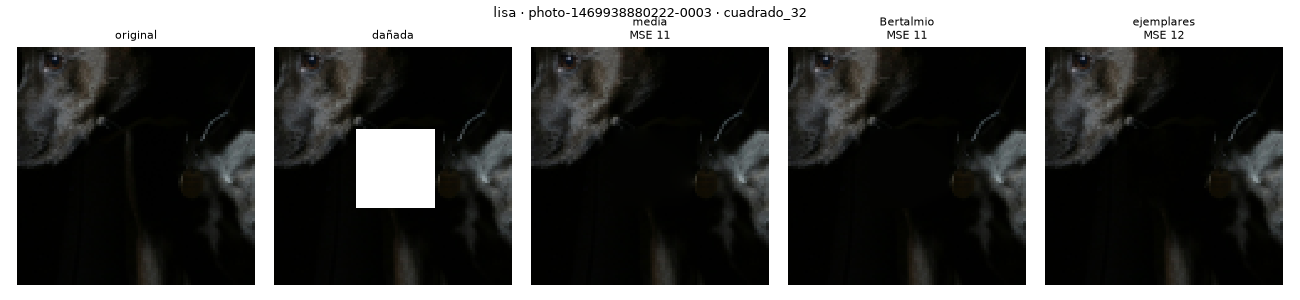 lisa · photo-1469938880222-0003 · cuadrado_32
original
dañada
media
MSE 11
Bertalmio
MSE 11
ejemplares
MSE 12